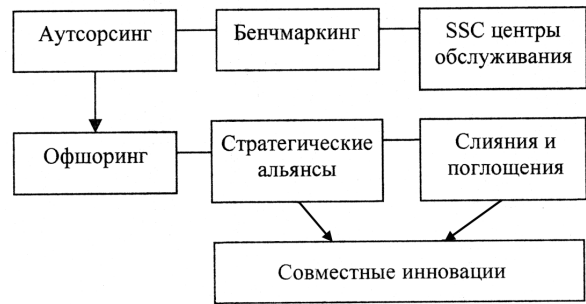 Аутсорсинг
Бенчмаркинг
SSC центры
обслуживания
Офшоринг
Стратегические
альянсы
Слияния и
поглощения
Совместные инновации